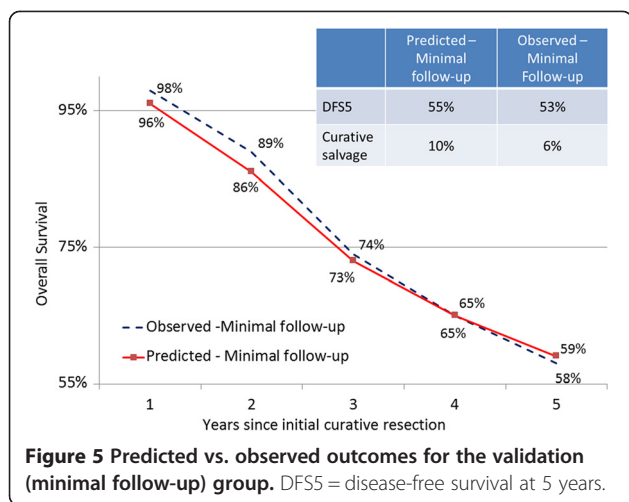 Predicted – Minimal follow-up
Observed – Minimal Follow-up
DFS5 55% 53%
Curative salvage 10% 6%
Overall Survival
95%
75%
55%
98%
96%
89%
86%
74%
73%
65%
65%
59%
58%
Observed -Minimal follow-up
Predicted - Minimal follow-up
1 2 3 4 5
Years since initial curative resection
Figure 5 Predicted vs. observed outcomes for the validation
(minimal follow-up) group. DFS5 = disease-free survival at 5 years.